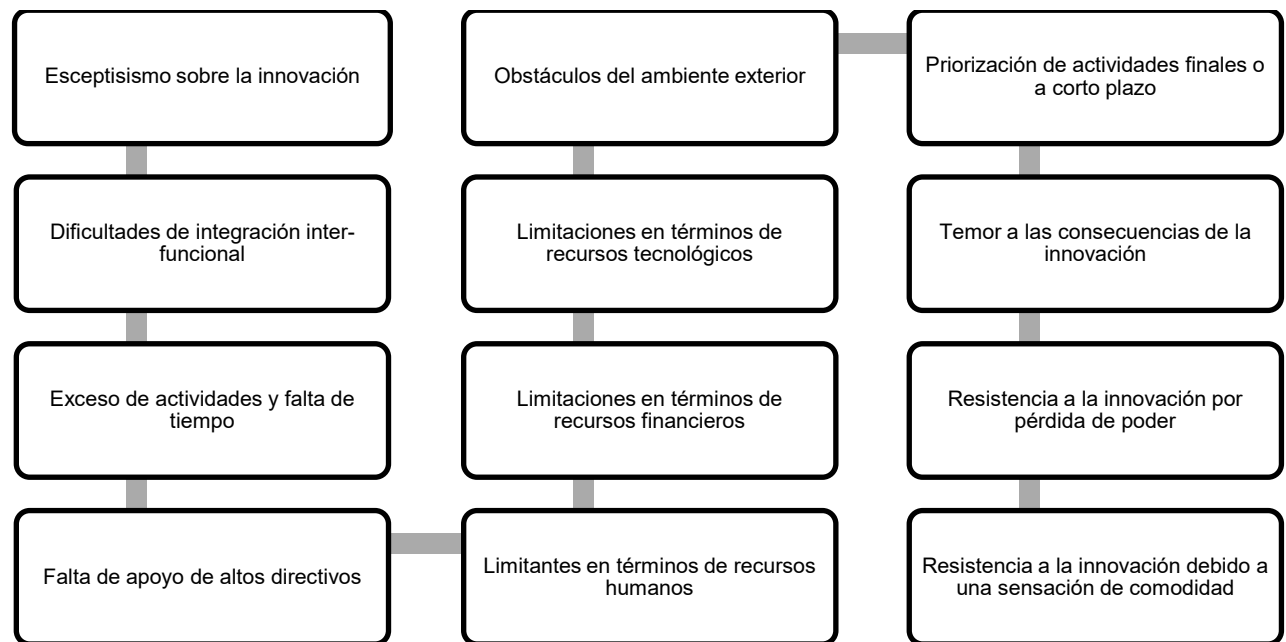 Esceptisismo sobre la innovación
Dificultades de integración inter-
funcional
Exceso de actividades y falta de
tiempo
Falta de apoyo de altos directivos
Limitantes en términos de recursos
humanos
Limitaciones en términos de
recursos financieros
Limitaciones en términos de
recursos tecnológicos
Obstáculos del ambiente exterior
Priorización de actividades finales o
a corto plazo
Temor a las consecuencias de la
innovación
Resistencia a la innovación por
pérdida de poder
Resistencia a la innovación debido a
una sensación de comodidad